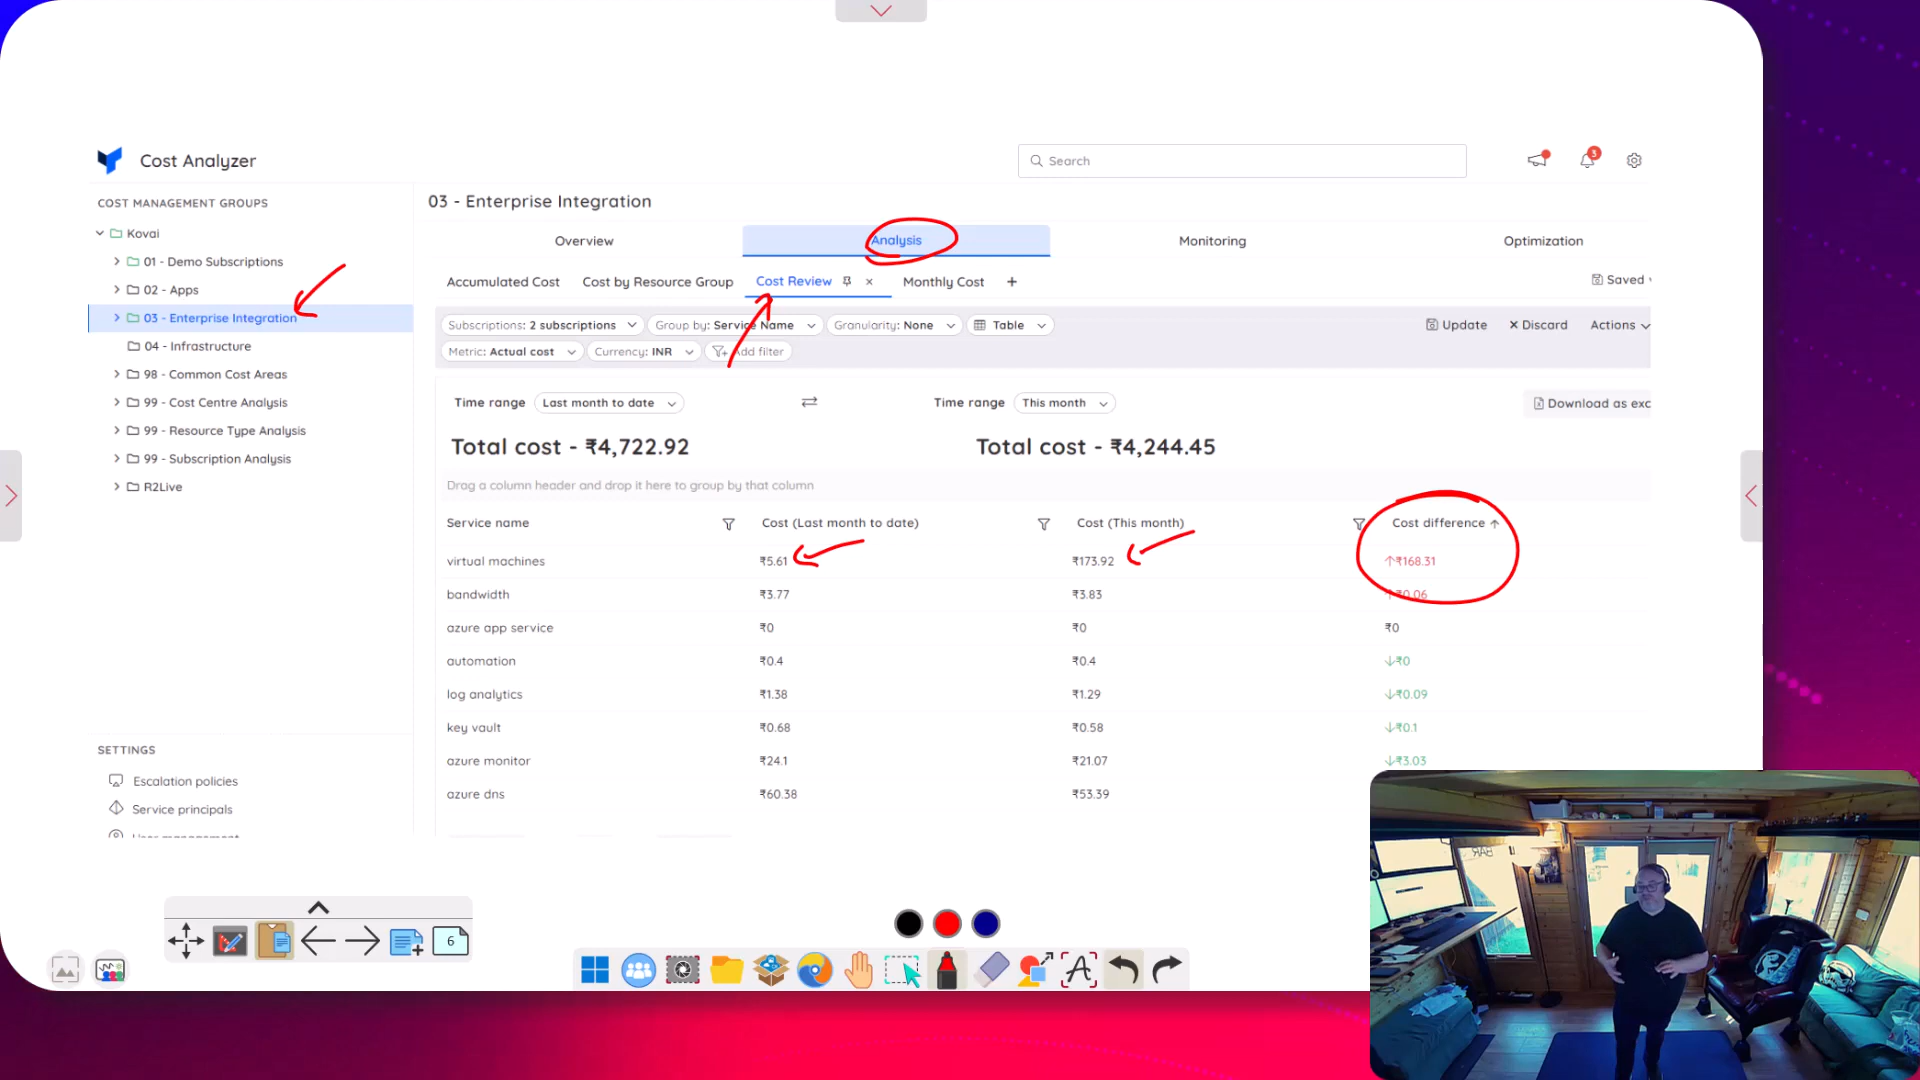 Cost Analyzer
Search
3
COST MANAGEMENT GROUPS
Kovai
01 - Demo Subscriptions
02 - Apps
03 - Enterprise Integration
04 - Infrastructure
98 - Common Cost Areas
99 - Cost Centre Analysis
99 - Resource Type Analysis
99 - Subscription Analysis
R2Live
SETTINGS
Escalation policies
Service principals
03 - Enterprise Integration
Overview
Analysis
Monitoring
Optimization
Accumulated Cost
Cost by Resource Group
Cost Review
Monthly Cost
Saved
Subscriptions: 2 subscriptions
Group by: Service Name
Granularity: None
Table
Update
Discard
Actions
Metric: Actual cost
Currency: INR
Add filter
Time range Last month to date
Time range This month
Download as exc
Total cost - ₹4,722.92
Total cost - ₹4,244.45
Drag a column header and drop it here to group by that column
Service name Cost (Last month to date) Cost (This month) Cost difference ↑
virtual machines ₹5.61 ₹173.92 ↑₹168.31
bandwidth ₹3.77 ₹3.83 ↑₹0.06
azure app service ₹0 ₹0 ₹0
automation ₹0.4 ₹0.4 ↓₹0
log analytics ₹1.38 ₹1.29 ↓₹0.09
key vault ₹0.68 ₹0.58 ↓₹0.1
azure monitor ₹24.1 ₹21.07 ↓₹3.03
azure dns ₹60.38 ₹53.39
6